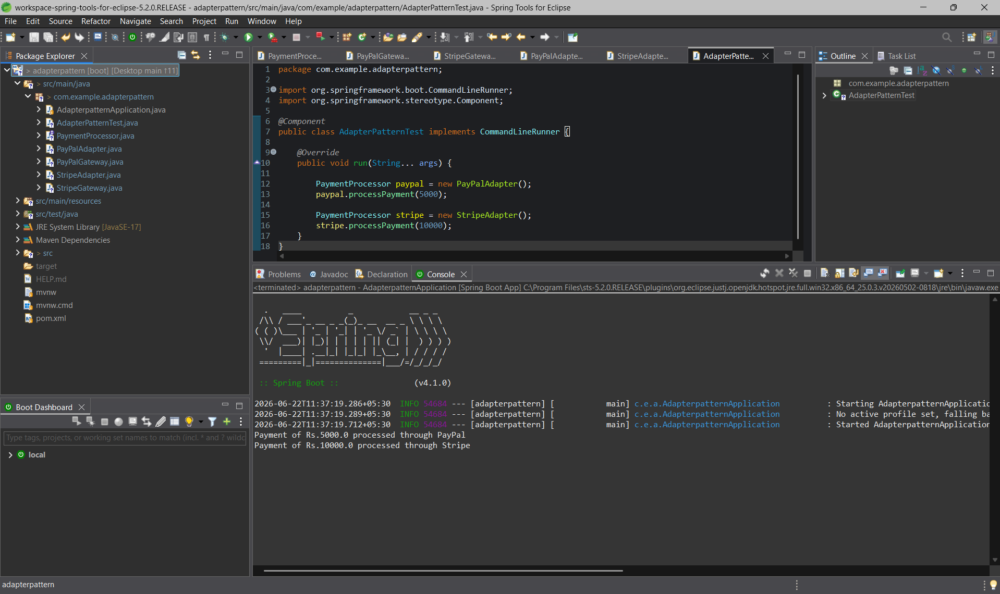 workspace-spring-tools-for-eclipse-5.2.0.RELEASE - adapterpattern/src/main/java/com/example/adapterpattern/AdapterPatternTest.java - Spring Tools for Eclipse
File Edit Source Refactor Navigate Search Project Run Window Help
Package Explorer
> adapterpattern [boot] [Desktop main ↑11]
> src/main/java
> com.example.adapterpattern
AdapterpatternApplication.java
AdapterPatternTest.java
PaymentProcessor.java
PayPalAdapter.java
PayPalGateway.java
StripeAdapter.java
StripeGateway.java
src/main/resources
src/test/java
JRE System Library [JavaSE-17]
Maven Dependencies
> src
target
HELP.md
mvnw
mvnw.cmd
pom.xml
Boot Dashboard
Type tags, projects, or working set names to match (incl. * and ? wildc
local
PaymentProce... PayPalGatewa... StripeGatewa... PayPalAdapte... StripeAdapte... AdapterPatte...
1 package com.example.adapterpattern;
2
3 import org.springframework.boot.CommandLineRunner;
4 import org.springframework.stereotype.Component;
5
6 @Component
7 public class AdapterPatternTest implements CommandLineRunner {
8
9 @Override
10 public void run(String... args) {
11
12 PaymentProcessor paypal = new PayPalAdapter();
13 paypal.processPayment(5000);
14
15 PaymentProcessor stripe = new StripeAdapter();
16 stripe.processPayment(10000);
17 }
18 }
Outline Task List
com.example.adapterpattern
AdapterPatternTest
Problems Javadoc Declaration Console
<terminated> adapterpattern - AdapterpatternApplication [Spring Boot App] C:\Program Files\sts-5.2.0.RELEASE\plugins\org.eclipse.justj.openjdk.hotspot.jre.full.win32.x86_64_25.0.3.v20260502-0818\jre\bin\javaw.exe
Spring
:: Spring Boot :: (v4.1.0)
2026-06-22T11:37:19.286+05:30 INFO 54684 --- [adapterpattern] [ main] c.e.a.AdapterpatternApplication : Starting AdapterpatternApplicatic
2026-06-22T11:37:19.289+05:30 INFO 54684 --- [adapterpattern] [ main] c.e.a.AdapterpatternApplication : No active profile set, falling ba
2026-06-22T11:37:19.712+05:30 INFO 54684 --- [adapterpattern] [ main] c.e.a.AdapterpatternApplication : Started AdapterpatternApplication
Payment of Rs.5000.0 processed through PayPal
Payment of Rs.10000.0 processed through Stripe
adapterpattern